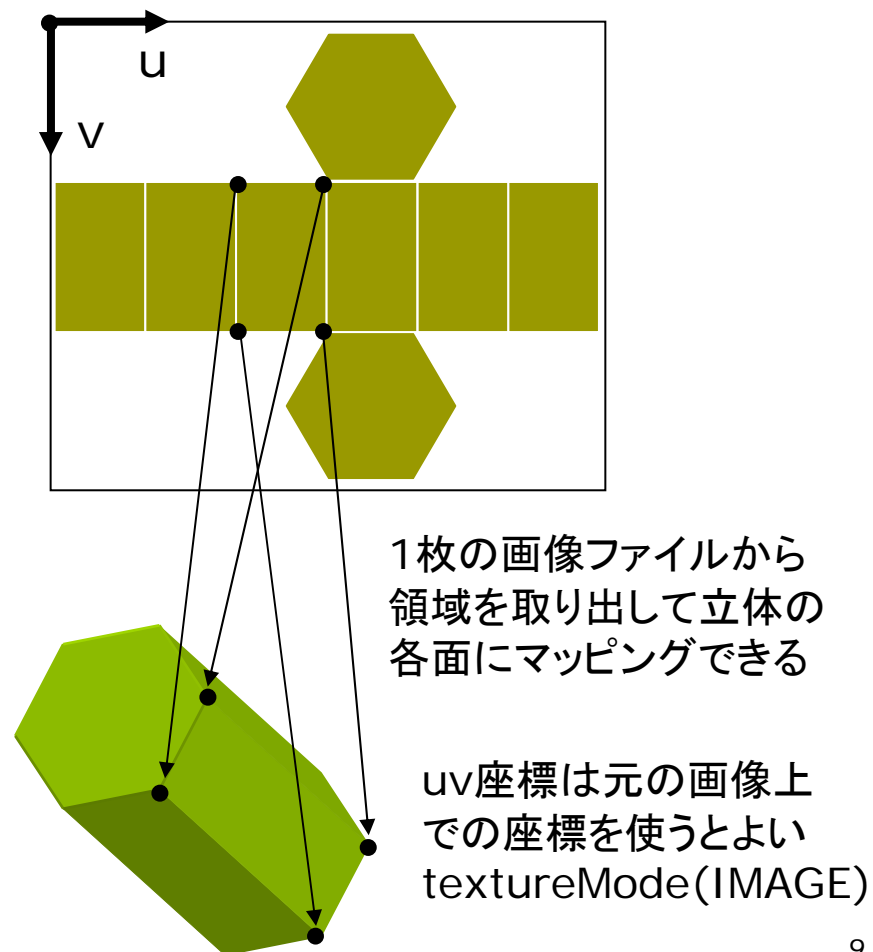 u
v
1枚の画像ファイルから
領域を取り出して立体の
各面にマッピングできる
uv座標は元の画像上
での座標を使うとよい
textureMode(IMAGE)
9